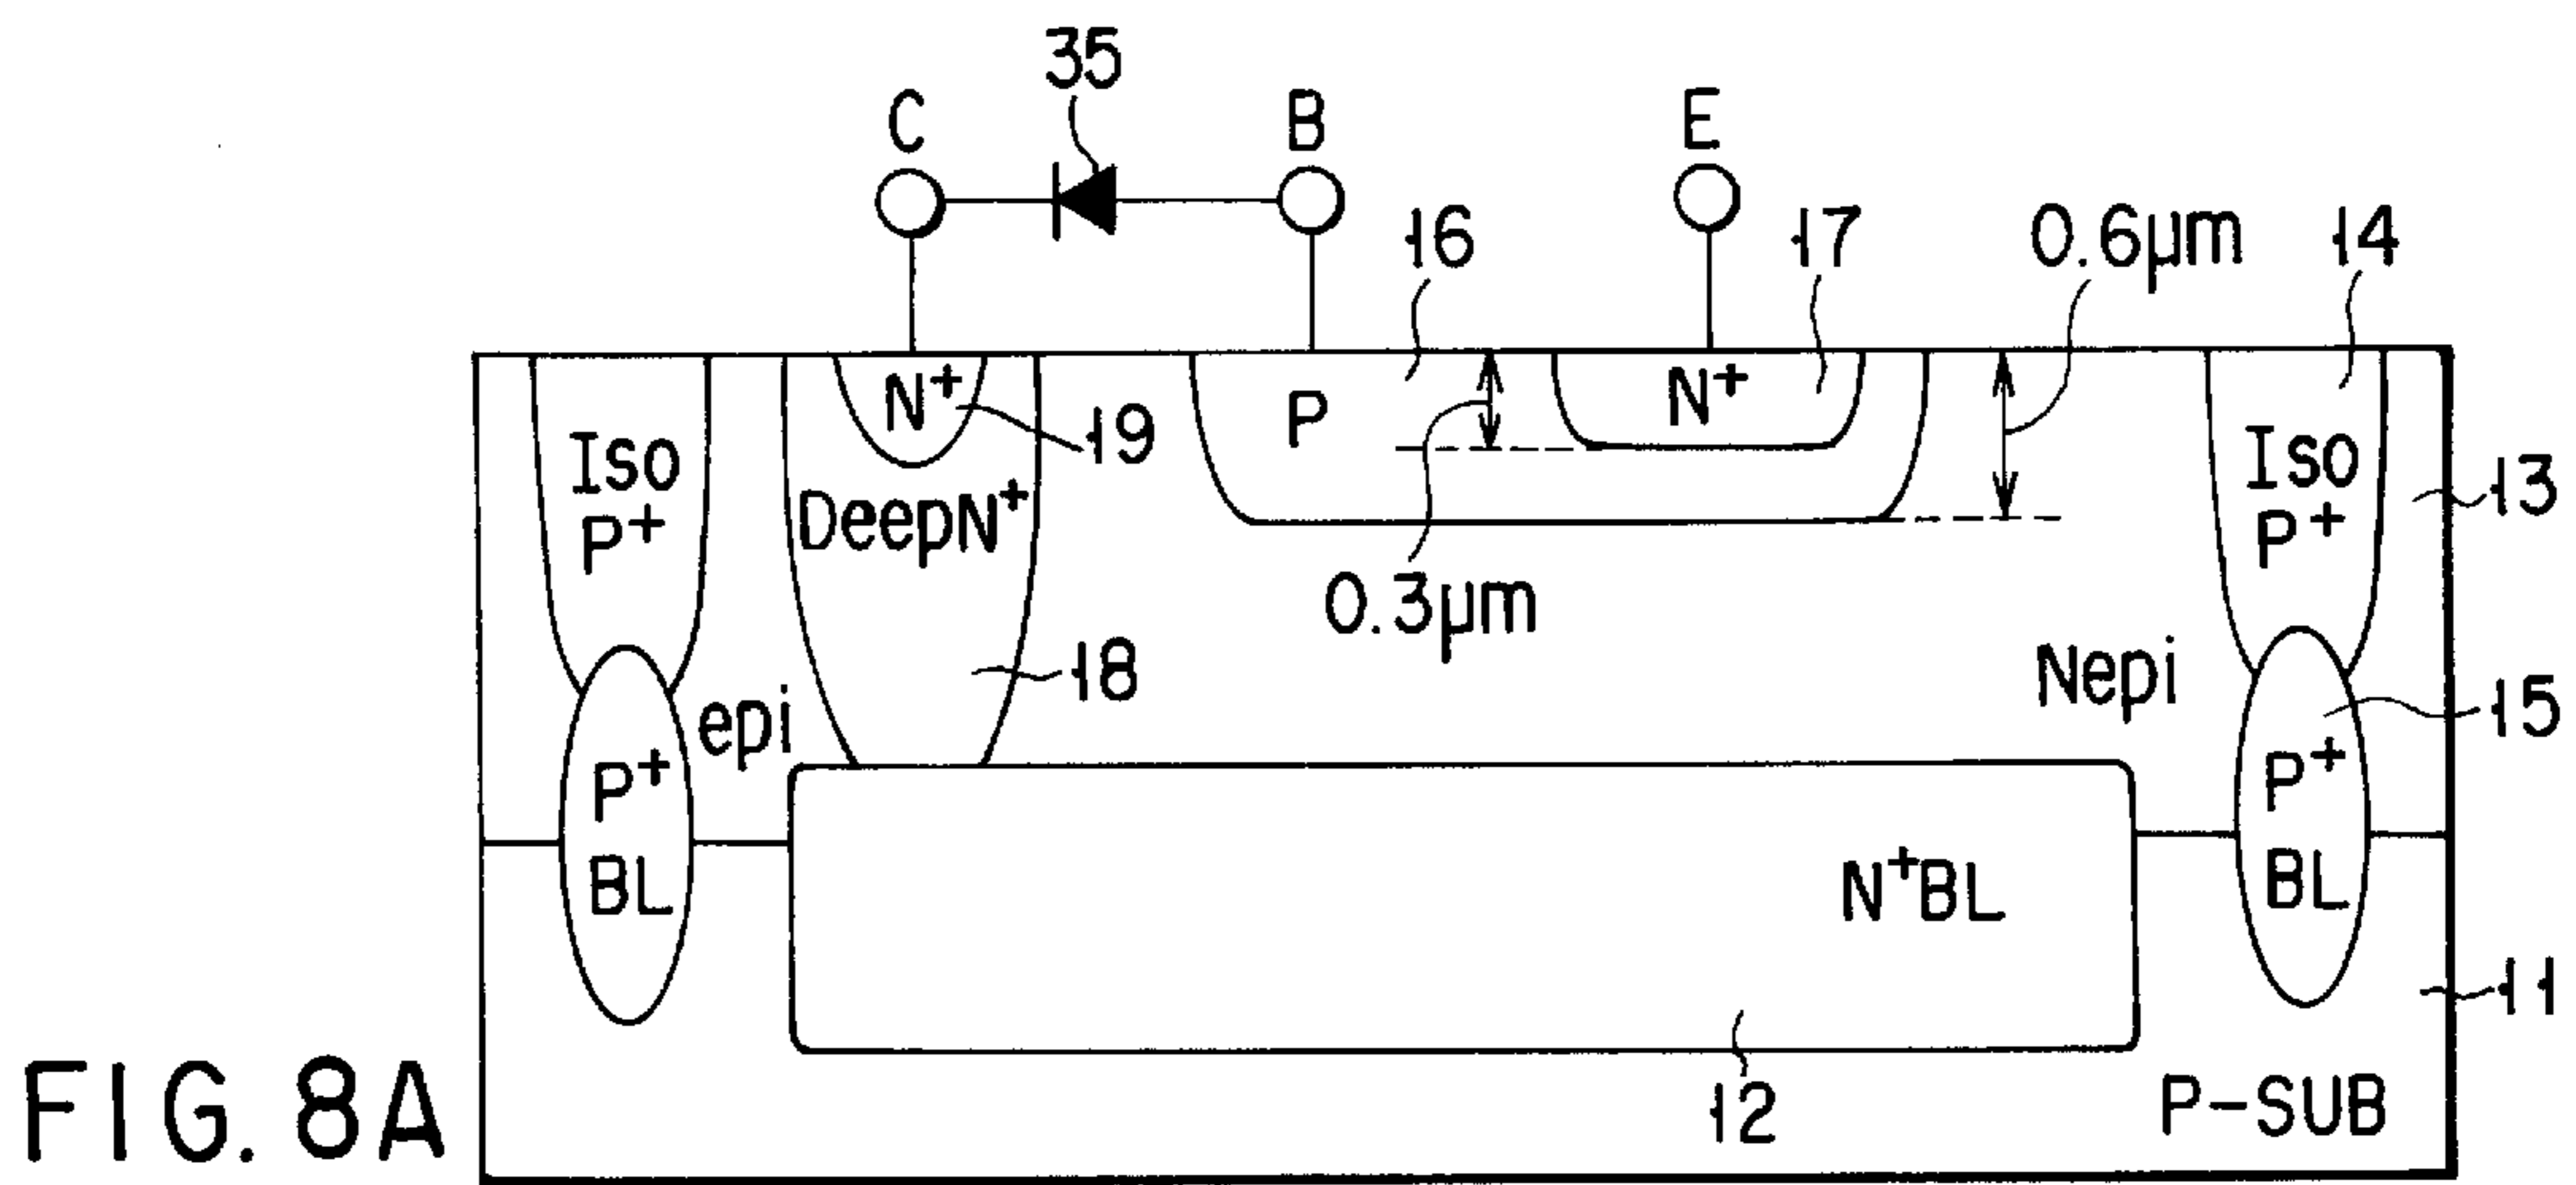 35
C B E
16 17 0.6μm 14
N⁺ 19 P N⁺
Iso P⁺
DeepN⁺
Iso P⁺
13
0.3μm
18
epi
Nepi
15
P⁺ BL
N⁺BL
P⁺ BL
11
12
P-SUB
FIG. 8A